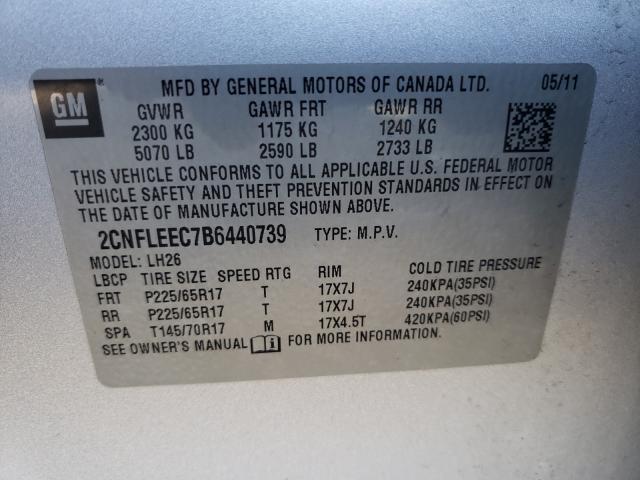 GM
MFD BY GENERAL MOTORS OF CANADA LTD. 05/11
GVWR GAWR FRT GAWR RR
2300 KG 1175 KG 1240 KG
5070 LB 2590 LB 2733 LB
THIS VEHICLE CONFORMS TO ALL APPLICABLE U.S. FEDERAL MOTOR
VEHICLE SAFETY AND THEFT PREVENTION STANDARDS IN EFFECT ON
THE DATE OF MANUFACTURE SHOWN ABOVE.
2CNFLEEC7B6440739 TYPE: M.P.V.
MODEL: LH26
LBCP TIRE SIZE SPEED RTG RIM COLD TIRE PRESSURE
FRT P225/65R17 T 17X7J 240KPA(35PSI)
RR P225/65R17 T 17X7J 240KPA(35PSI)
SPA T145/70R17 M 17X4.5T 420KPA(60PSI)
SEE OWNER'S MANUAL FOR MORE INFORMATION.